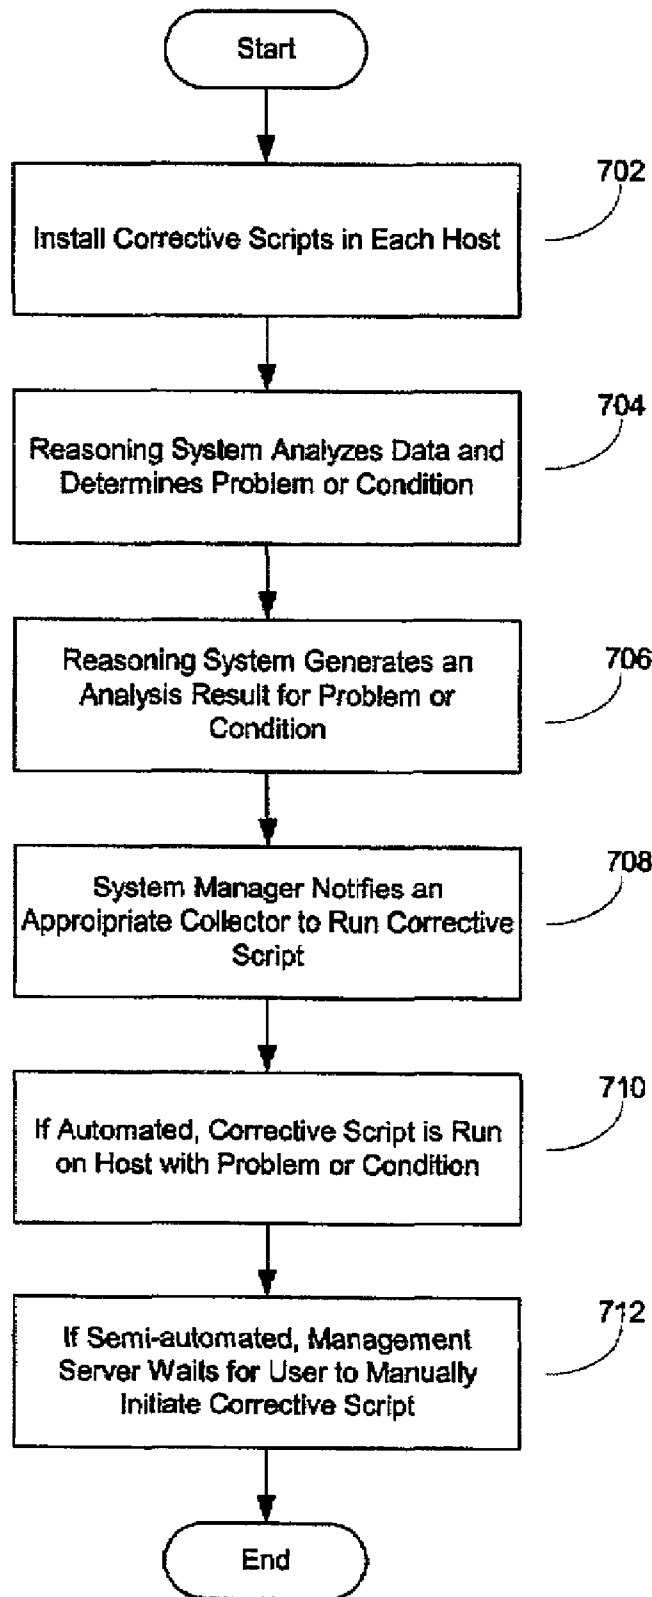 Start
702
Install Corrective Scripts in Each Host
704
Reasoning System Analyzes Data and
Determines Problem or Condition
706
Reasoning System Generates an
Analysis Result for Problem or
Condition
708
System Manager Notifies an
Approipriate Collector to Run Corrective
Script
710
If Automated, Corrective Script is Run
on Host with Problem or Condition
712
If Semi-automated, Management
Server Waits for User to Manually
Initiate Corrective Script
End